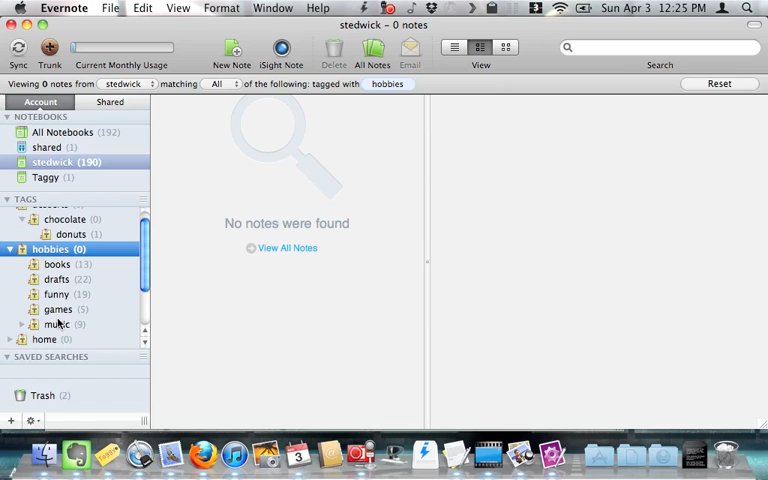 Evernote File Edit View Format Window Help Sun Apr 3 12:25 PM
stedwick – 0 notes
Sync Trunk Current Monthly Usage New Note iSight Note Delete All Notes Email View Search
Viewing 0 notes from stedwick matching All of the following: tagged with hobbies Reset
Account Shared
NOTEBOOKS
All Notebooks (192)
shared (1)
stedwick (190)
Taggy (1)
TAGS
chocolate (0)
donuts (1)
hobbies (0)
books (13)
drafts (22)
funny (19)
games (5)
music (9)
home (0)
SAVED SEARCHES
Trash (2)
No notes were found
View All Notes
3